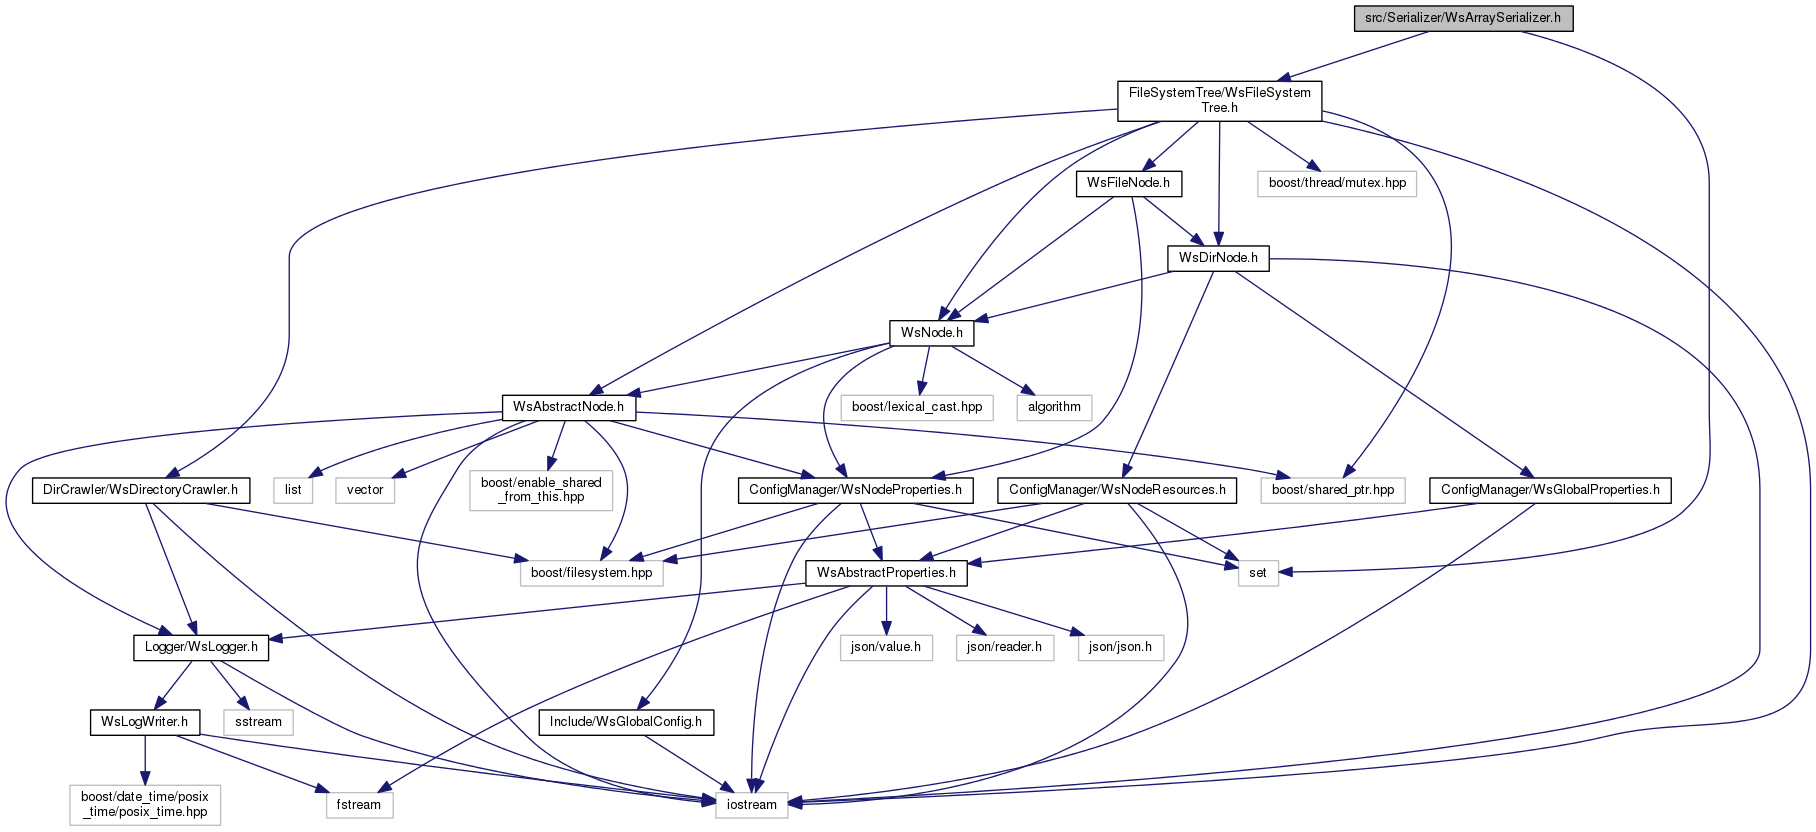 src/Serializer/WsArraySerializer.h
FileSystemTree/WsFileSystem
Tree.h
WsFileNode.h
boost/thread/mutex.hpp
WsDirNode.h
WsNode.h
WsAbstractNode.h
boost/lexical_cast.hpp
algorithm
DirCrawler/WsDirectoryCrawler.h
list
vector
boost/enable_shared
_from_this.hpp
ConfigManager/WsNodeProperties.h
ConfigManager/WsNodeResources.h
boost/shared_ptr.hpp
ConfigManager/WsGlobalProperties.h
boost/filesystem.hpp
WsAbstractProperties.h
set
Logger/WsLogger.h
json/value.h
json/reader.h
json/json.h
WsLogWriter.h
sstream
Include/WsGlobalConfig.h
boost/date_time/posix
_time/posix_time.hpp
fstream
iostream